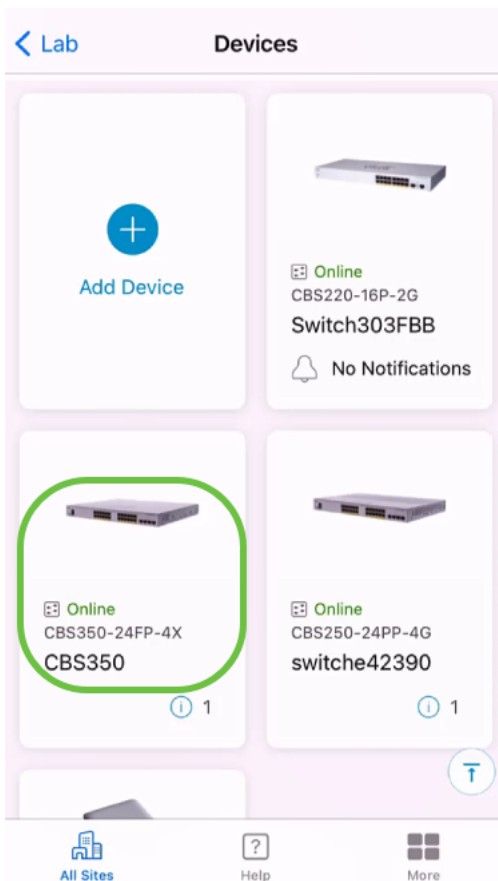 Lab
Devices
Add Device
Online
CBS220-16P-2G
Switch303FBB
No Notifications
Online
CBS350-24FP-4X
CBS350
1
Online
CBS250-24PP-4G
switche42390
1
All Sites
Help
More